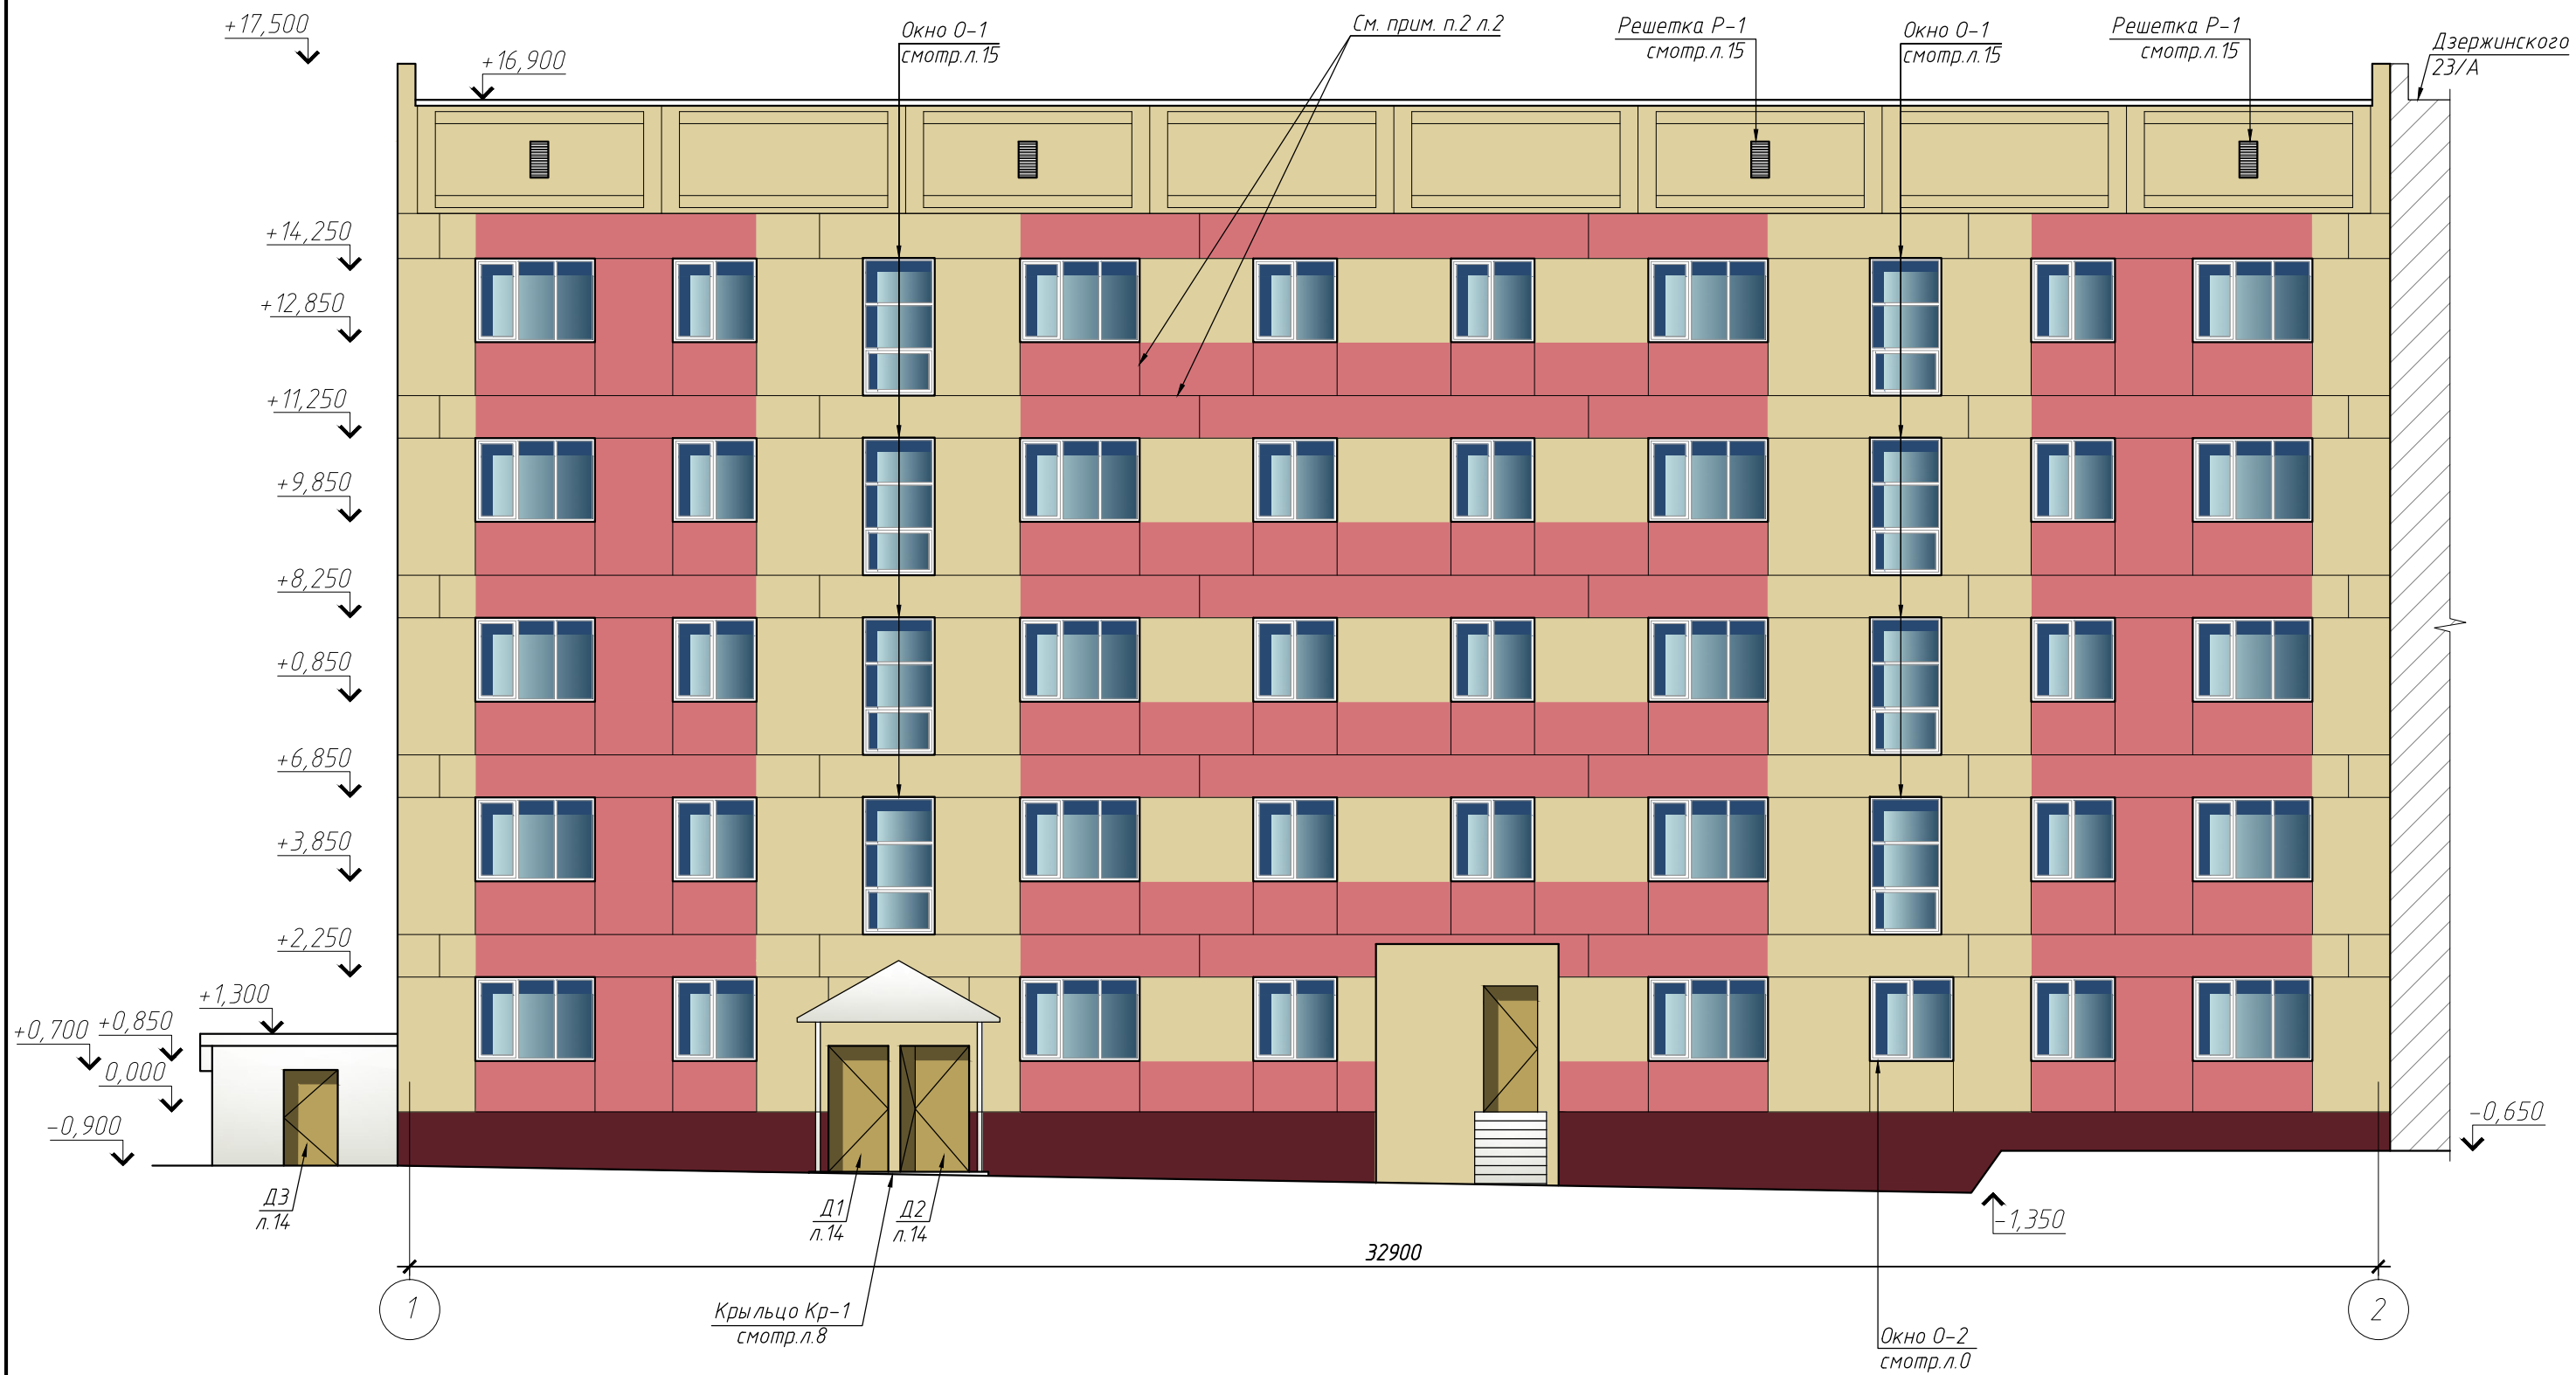 +17,500
+16,900
Окно О-1
смотр.л.15
См. прим. п.2 л.2
Решетка Р-1
смотр.л.15
Окно О-1
смотр.л.15
Решетка Р-1
смотр.л.15
Дзержинского
23/А
+14,250
+12,850
+11,250
+9,850
+8,250
+0,850
+6,850
+3,850
+2,250
+1,300
+0,700
+0,850
0,000
-0,900
-0,650
Д3
л.14
Д1
л.14
Д2
л.14
-1,350
32900
1
2
Крыльцо Кр-1
смотр.л.8
Окно О-2
смотр.л.0